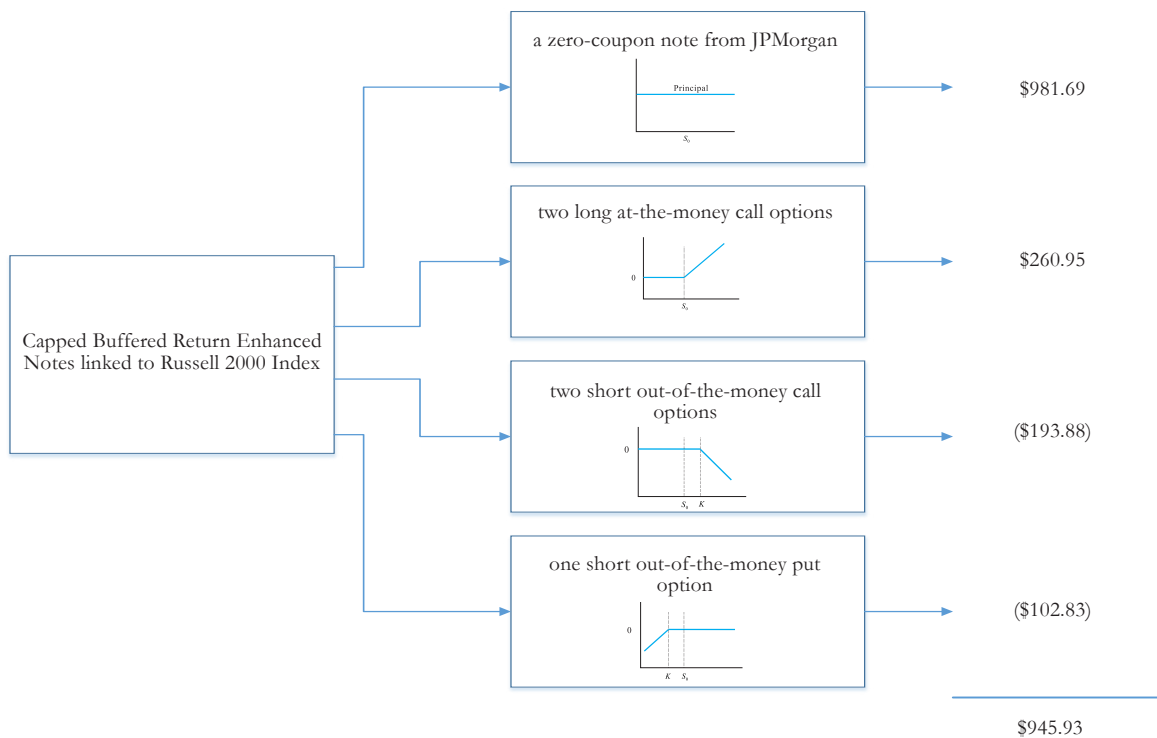 a zero-coupon note from JPMorgan
Principal
S₀
$981.69
two long at-the-money call options
0
S₀
$260.95
Capped Buffered Return Enhanced
Notes linked to Russell 2000 Index
two short out-of-the-money call
options
0
S₀ K
($193.88)
one short out-of-the-money put
option
0
K S₀
($102.83)
$945.93